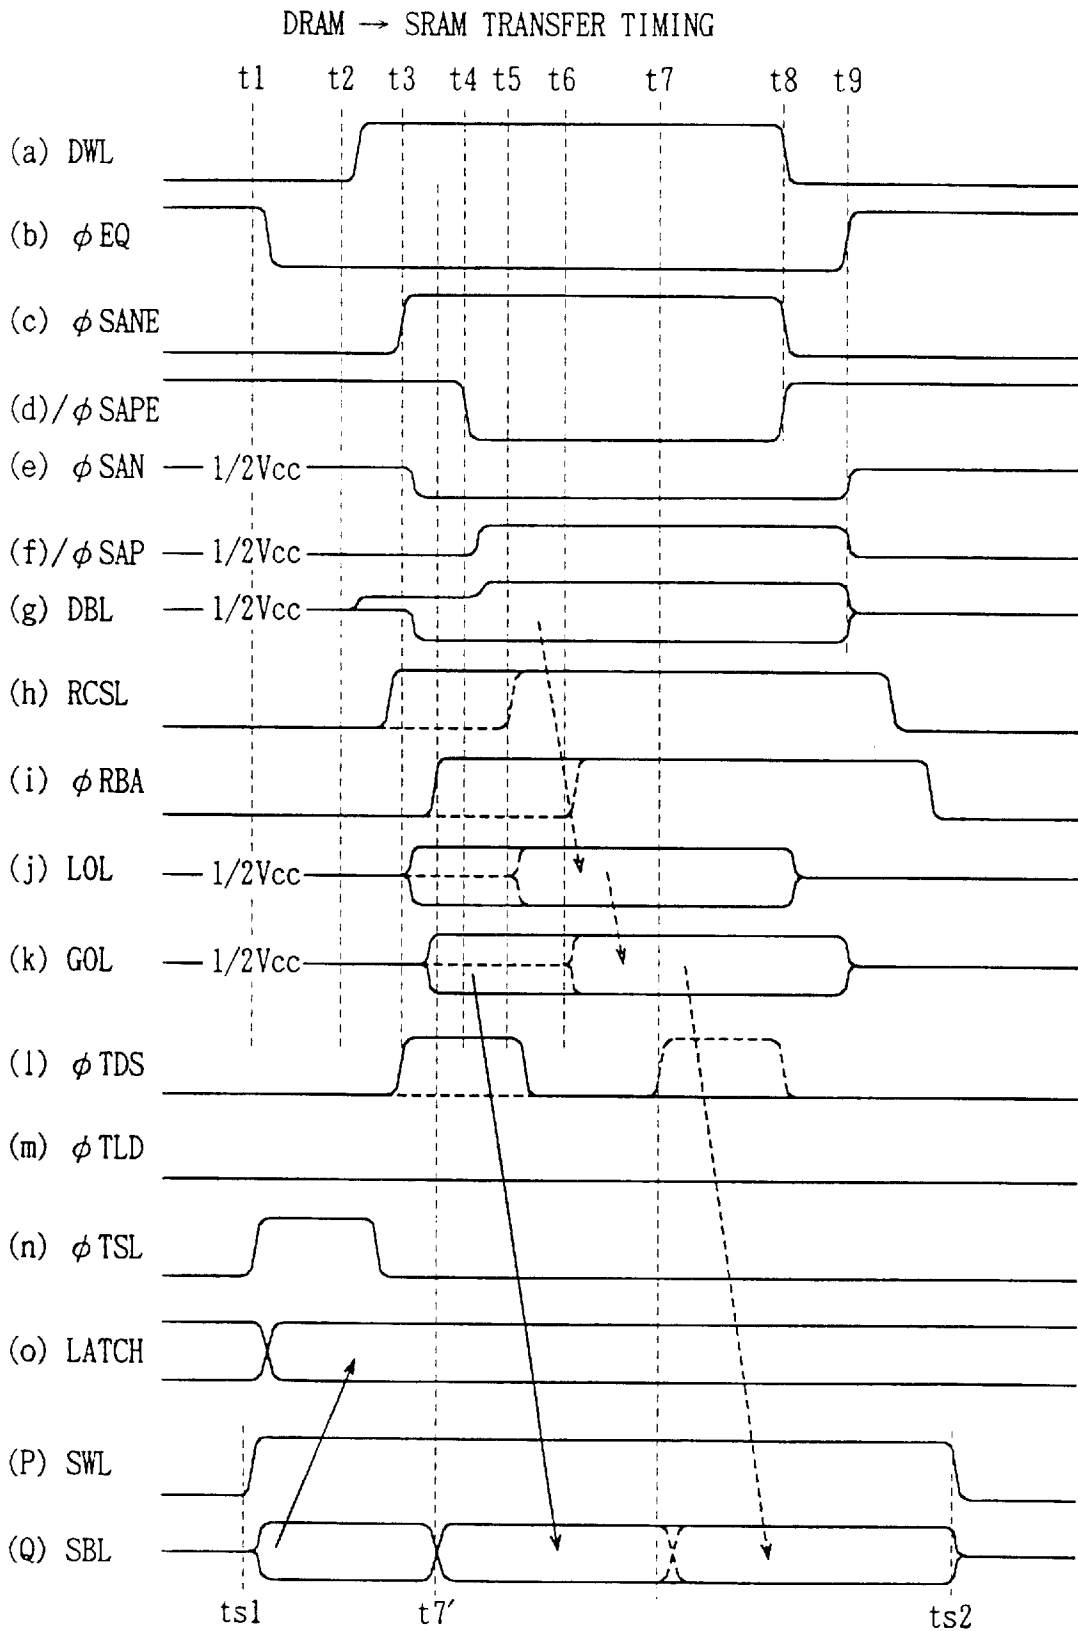 DRAM → SRAM TRANSFER TIMING
t1 t2 t3 t4 t5 t6 t7 t8 t9
(a) DWL
(b) φEQ
(c) φSANE
(d)/φSAPE
(e) φSAN 1/2Vcc
(f)/φSAP 1/2Vcc
(g) DBL 1/2Vcc
(h) RCSL
(i) φRBA
(j) LOL 1/2Vcc
(k) GOL 1/2Vcc
(l) φTDS
(m) φTLD
(n) φTSL
(o) LATCH
(P) SWL
(Q) SBL
ts1 t7′ ts2